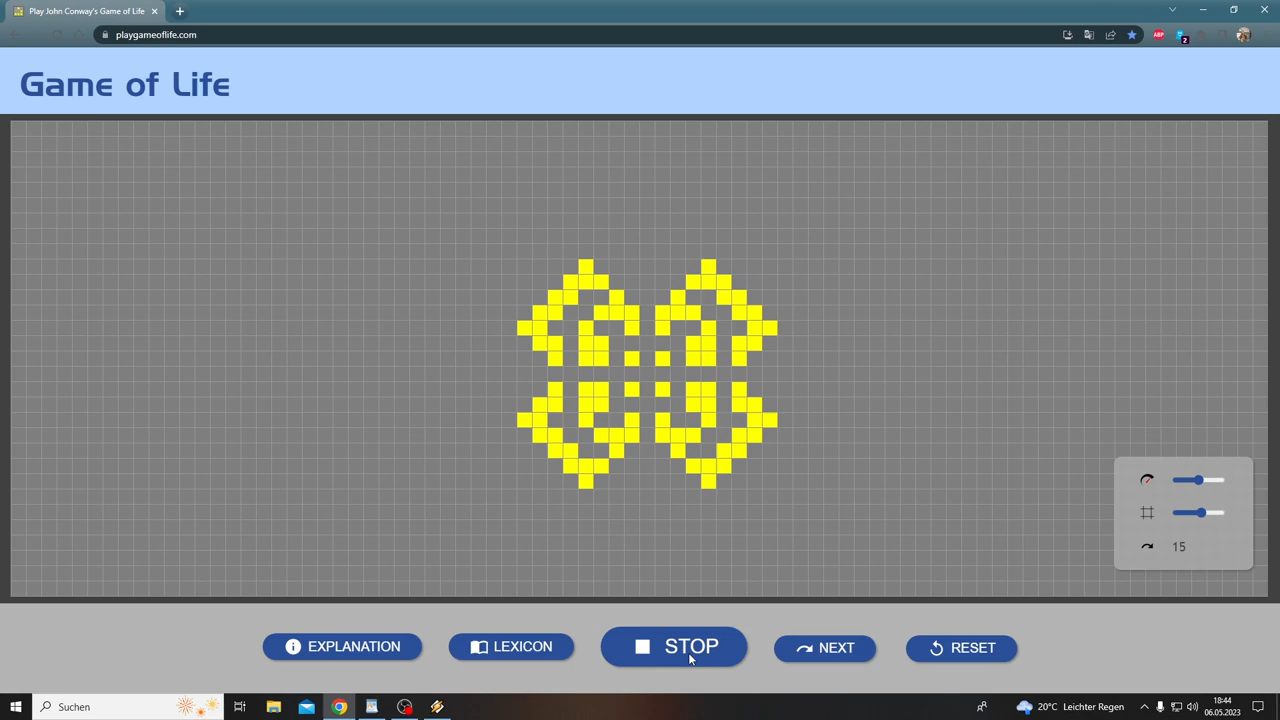 Play John Conway's Game of Life
playgameoflife.com
2
Game of Life
15
EXPLANATION
LEXICON
STOP
NEXT
RESET
Suchen
20°C Leichter Regen
18:44
06.05.2023